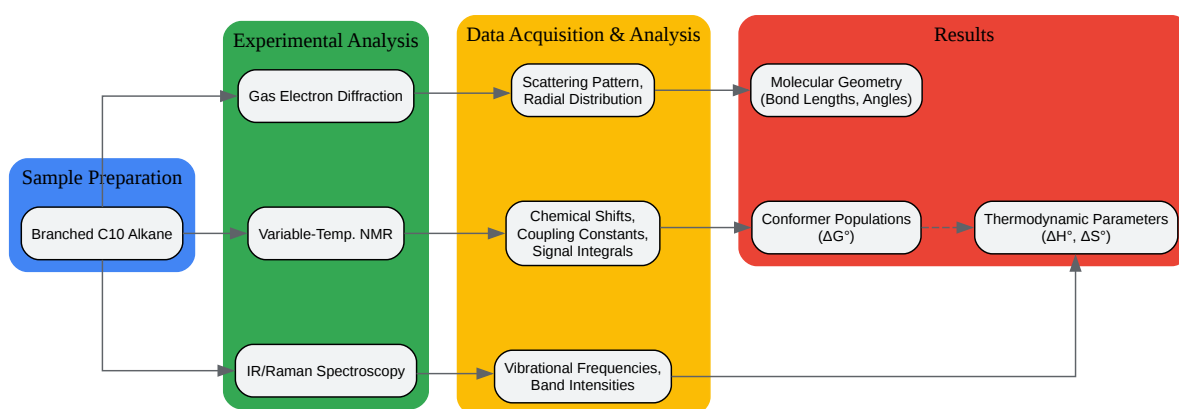 Experimental Analysis
Data Acquisition & Analysis
Results
Gas Electron Diffraction
Scattering Pattern,
Radial Distribution
Molecular Geometry
(Bond Lengths, Angles)
Sample Preparation
Branched C10 Alkane
Variable-Temp. NMR
Chemical Shifts,
Coupling Constants,
Signal Integrals
Conformer Populations
(ΔG°)
Thermodynamic Parameters
(ΔH°, ΔS°)
IR/Raman Spectroscopy
Vibrational Frequencies,
Band Intensities